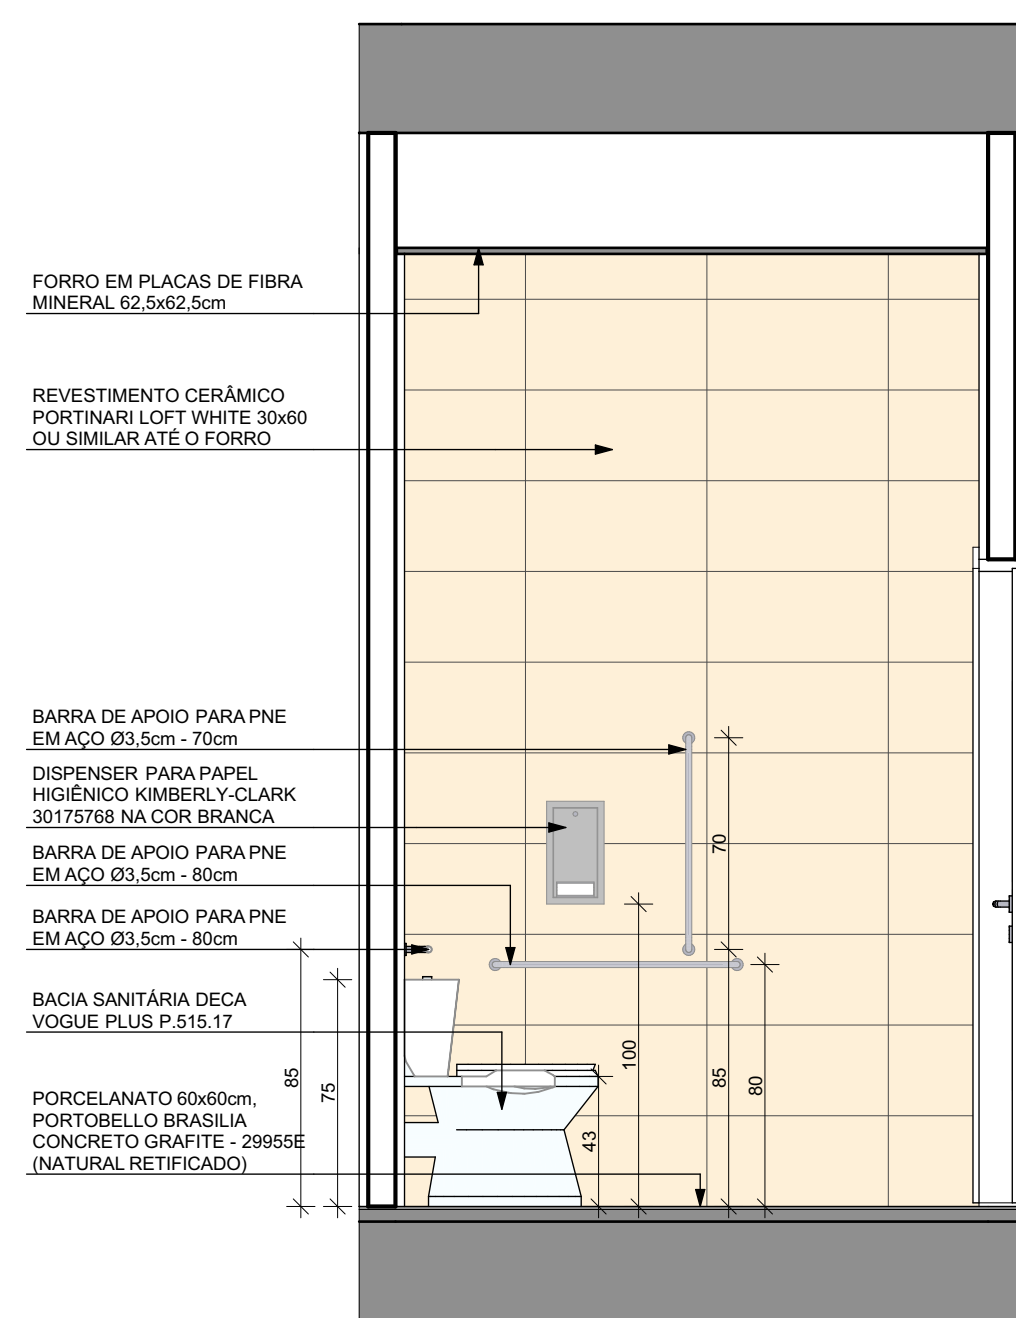 FORRO EM PLACAS DE FIBRA
MINERAL 62,5x62,5cm
REVESTIMENTO CERÂMICO
PORTINARI LOFT WHITE 30x60
OU SIMILAR ATÉ O FORRO
BARRA DE APOIO PARA PNE
EM AÇO Ø3,5cm - 70cm
DISPENSER PARA PAPEL
HIGIÊNICO KIMBERLY-CLARK
30175768 NA COR BRANCA
BARRA DE APOIO PARA PNE
EM AÇO Ø3,5cm - 80cm
BARRA DE APOIO PARA PNE
EM AÇO Ø3,5cm - 80cm
BACIA SANITÁRIA DECA
VOGUE PLUS P.515.17
PORCELANATO 60x60cm,
PORTOBELLO BRASILIA
CONCRETO GRAFITE - 29955E
(NATURAL RETIFICADO)
85
75
43
100
70
85
80